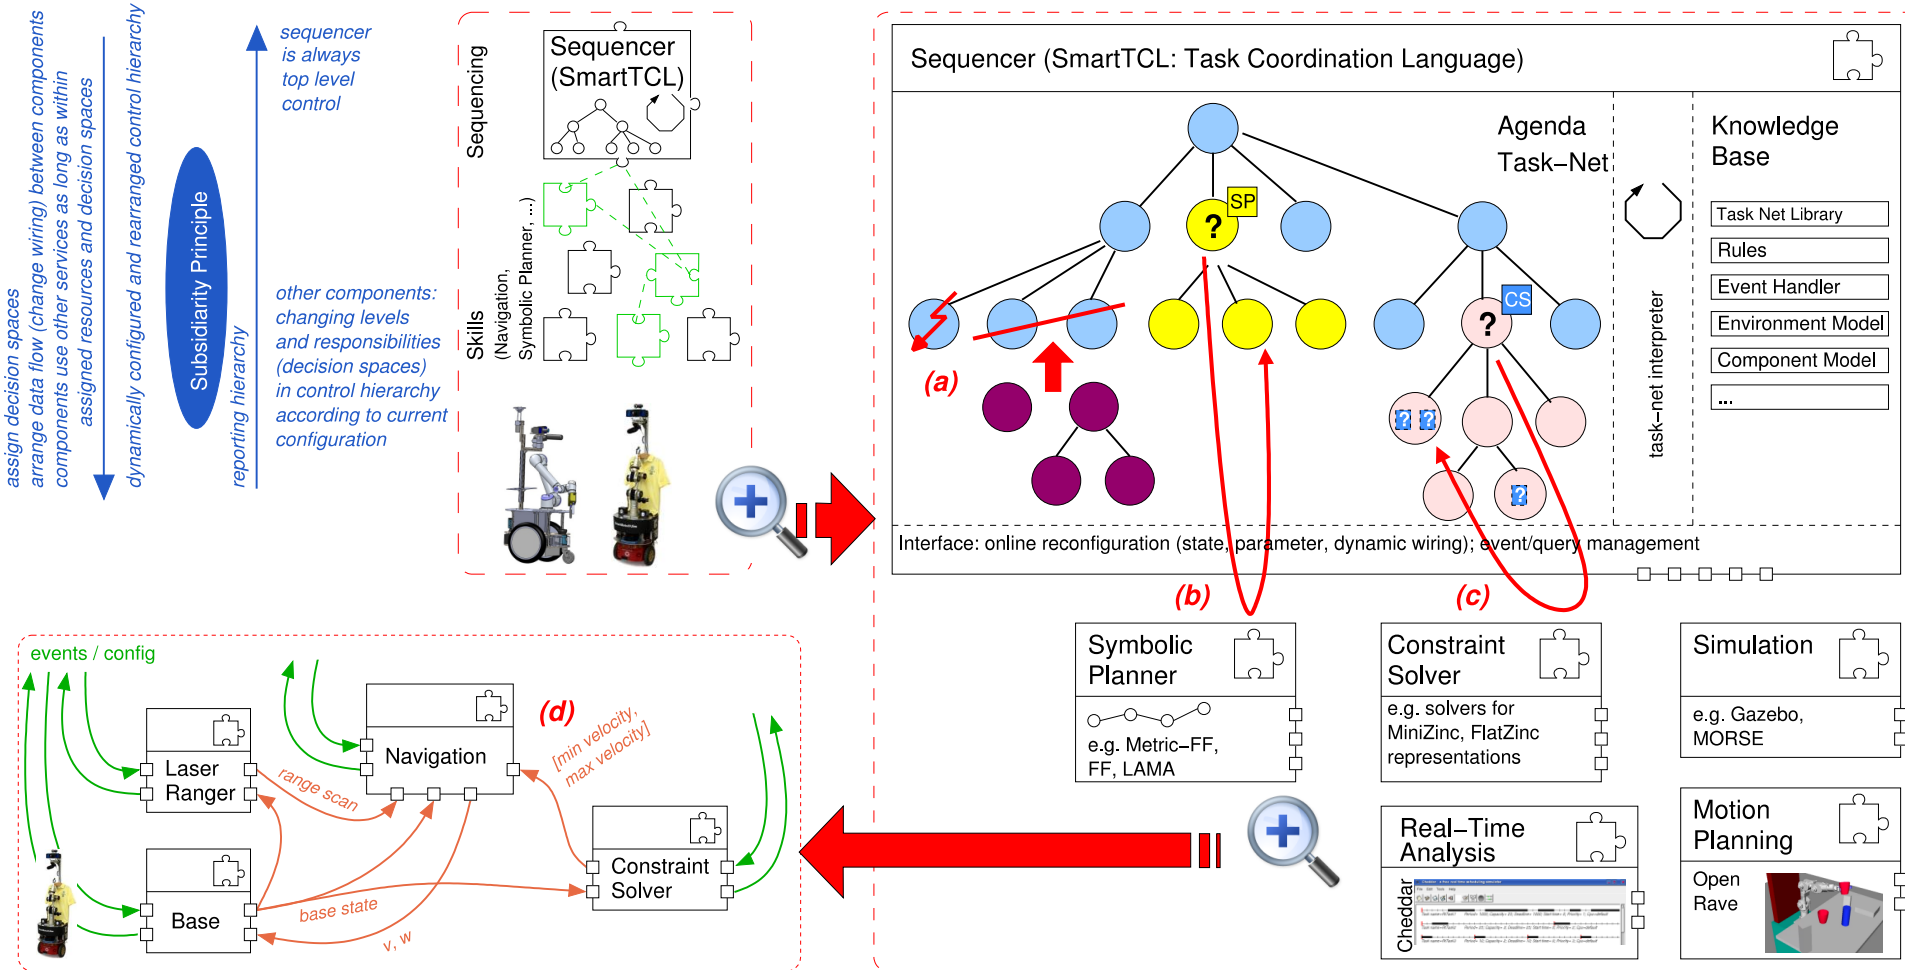 assign decision spaces
arrange data flow (change wiring) between components
components use other services as long as within
assigned resources and decision spaces
dynamically configured and rearranged control hierarchy
Subsidiarity Principle
reporting hierarchy
sequencer
is always
top level
control
other components:
changing levels
and responsibilities
(decision spaces)
in control hierarchy
according to current
configuration
Sequencing
Sequencer
(SmartTCL)
Skills
(Navigation,
Symbolic Planner, ...)
Sequencer (SmartTCL: Task Coordination Language)
Agenda
Task-Net
SP
?
CS
?
? ?
?
(a)
task-net interpreter
Knowledge
Base
Task Net Library
Rules
Event Handler
Environment Model
Component Model
...
Interface: online reconfiguration (state, parameter, dynamic wiring); event/query management
(b)
(c)
Symbolic
Planner
e.g. Metric-FF,
FF, LAMA
Constraint
Solver
e.g. solvers for
MiniZinc, FlatZinc
representations
Simulation
e.g. Gazebo,
MORSE
Real-Time
Analysis
Cheddar
Motion
Planning
Open
Rave
events / config
(d)
Laser
Ranger
Navigation
[min velocity,
max velocity]
range scan
Constraint
Solver
Base
base state
v, w